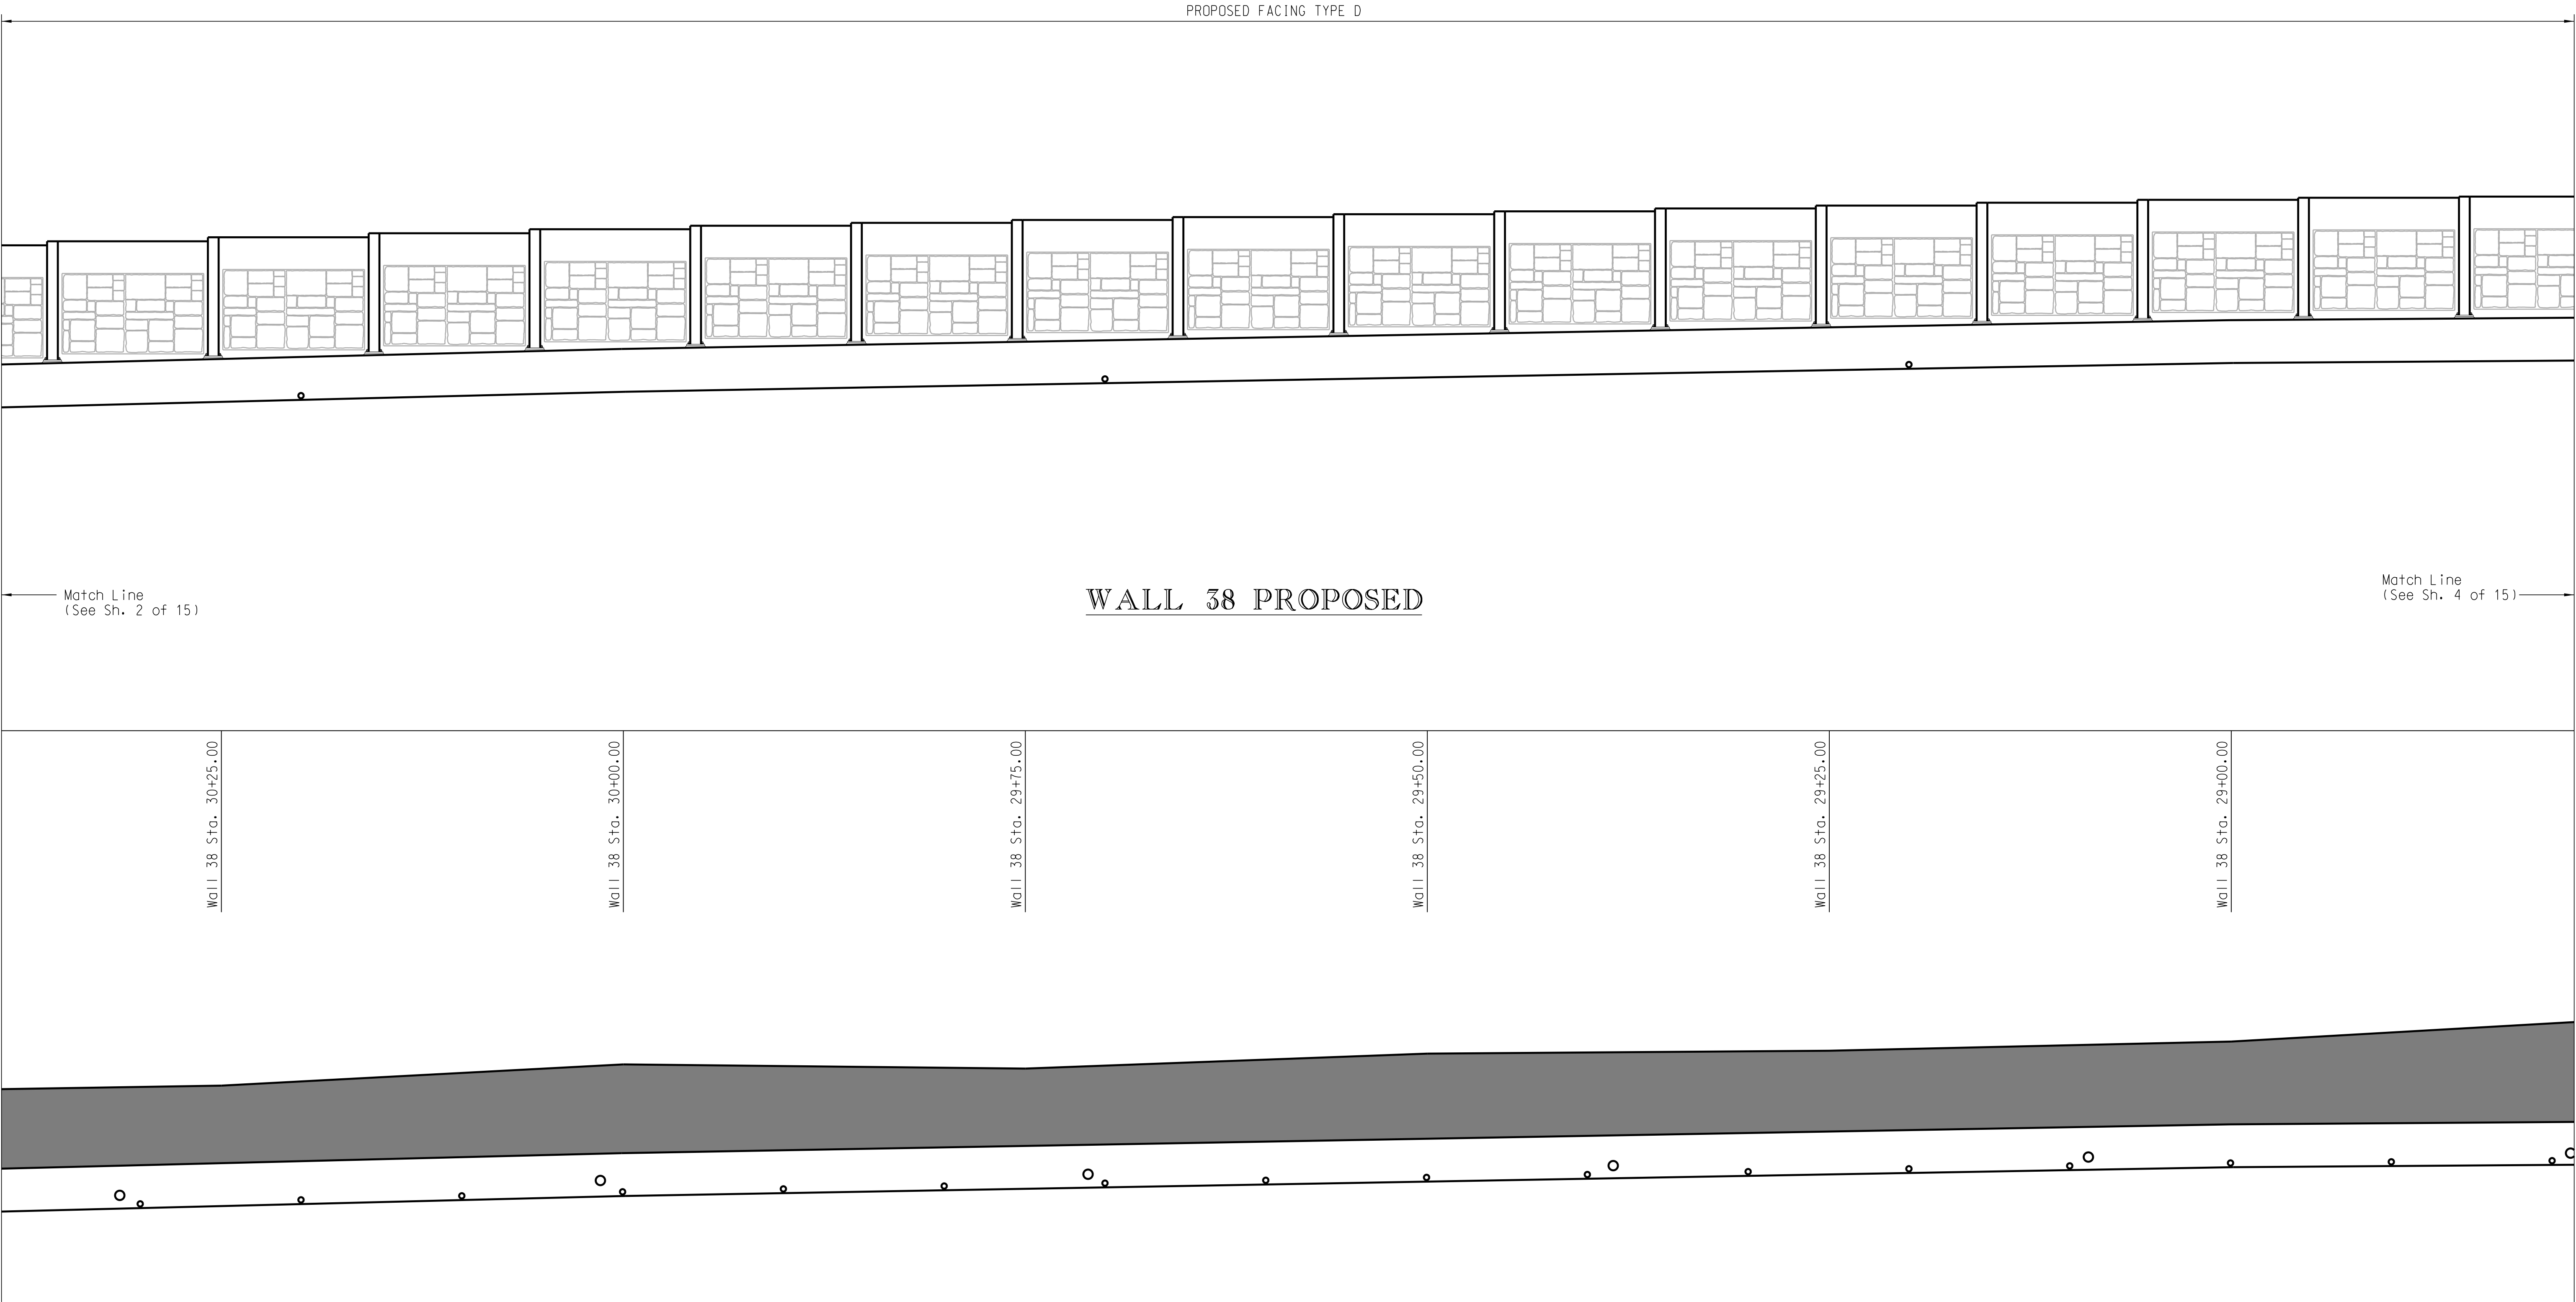 PROPOSED FACING TYPE D
Match Line
(See Sh. 2 of 15)
WALL 38 PROPOSED
Match Line
(See Sh. 4 of 15)
Wall 38 Sta. 30+25.00
Wall 38 Sta. 30+00.00
Wall 38 Sta. 29+75.00
Wall 38 Sta. 29+50.00
Wall 38 Sta. 29+25.00
Wall 38 Sta. 29+00.00